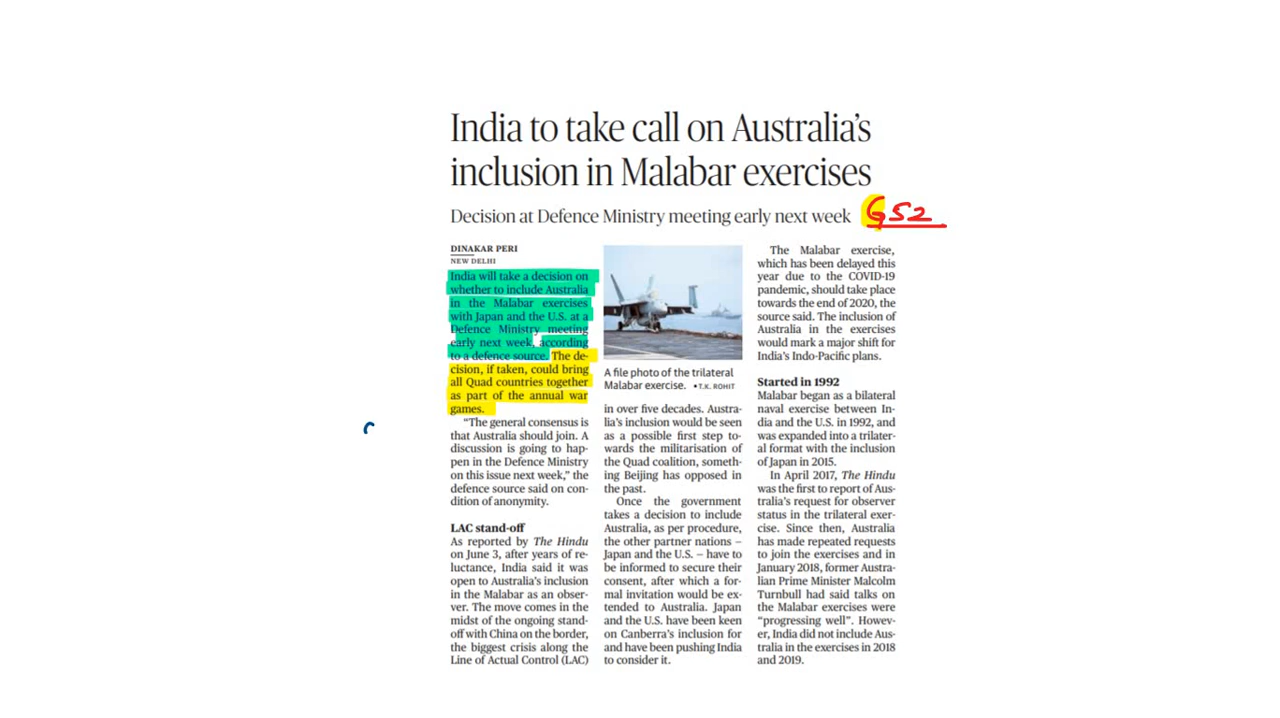 India to take call on Australia's
inclusion in Malabar exercises
Decision at Defence Ministry meeting early next week
GS2
DINAKAR PERI
NEW DELHI
India will take a decision on
whether to include Australia
in the Malabar exercises
with Japan and the U.S. at a
Defence Ministry meeting
early next week, according
to a defence source. The de-
cision, if taken, could bring
all Quad countries together
as part of the annual war
games.
"The general consensus is
that Australia should join. A
discussion is going to hap-
pen in the Defence Ministry
on this issue next week," the
defence source said on con-
dition of anonymity.
LAC stand-off
As reported by The Hindu
on June 3, after years of re-
luctance, India said it was
open to Australia's inclusion
in the Malabar as an obser-
ver. The move comes in the
midst of the ongoing stand-
off with China on the border,
the biggest crisis along the
Line of Actual Control (LAC)
A file photo of the trilateral
Malabar exercise. •T.K. ROHIT
in over five decades. Austra-
lia's inclusion would be seen
as a possible first step to-
wards the militarisation of
the Quad coalition, someth-
ing Beijing has opposed in
the past.
Once the government
takes a decision to include
Australia, as per procedure,
the other partner nations –
Japan and the U.S. – have to
be informed to secure their
consent, after which a for-
mal invitation would be ex-
tended to Australia. Japan
and the U.S. have been keen
on Canberra's inclusion for
and have been pushing India
to consider it.
The Malabar exercise,
which has been delayed this
year due to the COVID-19
pandemic, should take place
towards the end of 2020, the
source said. The inclusion of
Australia in the exercises
would mark a major shift for
India's Indo-Pacific plans.
Started in 1992
Malabar began as a bilateral
naval exercise between In-
dia and the U.S. in 1992, and
was expanded into a trilater-
al format with the inclusion
of Japan in 2015.
In April 2017, The Hindu
was the first to report of Aus-
tralia's request for observer
status in the trilateral exer-
cise. Since then, Australia
has made repeated requests
to join the exercises and in
January 2018, former Austra-
lian Prime Minister Malcolm
Turnbull had said talks on
the Malabar exercises were
"progressing well". Howev-
er, India did not include Aus-
tralia in the exercises in 2018
and 2019.